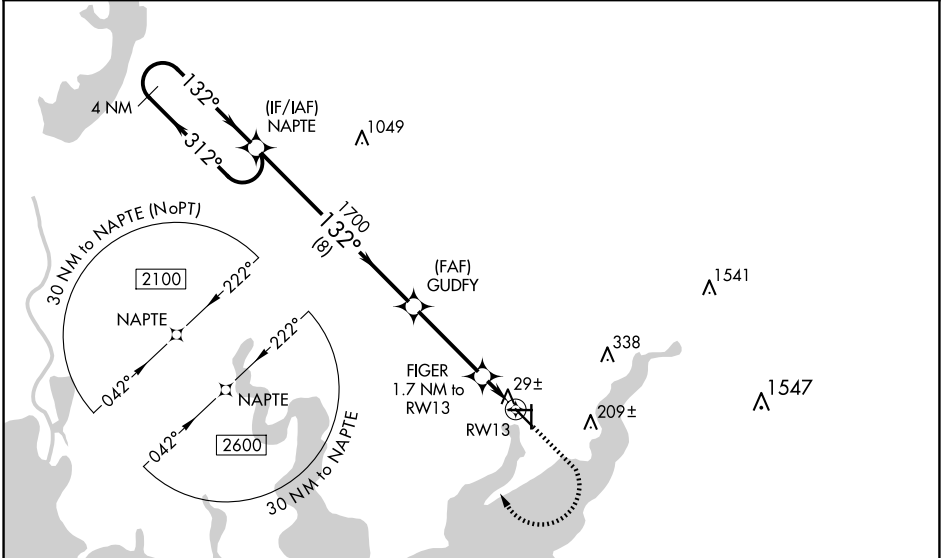 132°
4 NM
312°
(IF/IAF)
NAPTE
1049
1700
132°
(8)
30 NM to NAPTE (NoPT)
2100
222°
NAPTE
042°
222°
NAPTE
042°
2600
30 NM to NAPTE
(FAF)
GUDFY
1541
338
FIGER
1.7 NM to
RW13
29±
RW13
209±
1547